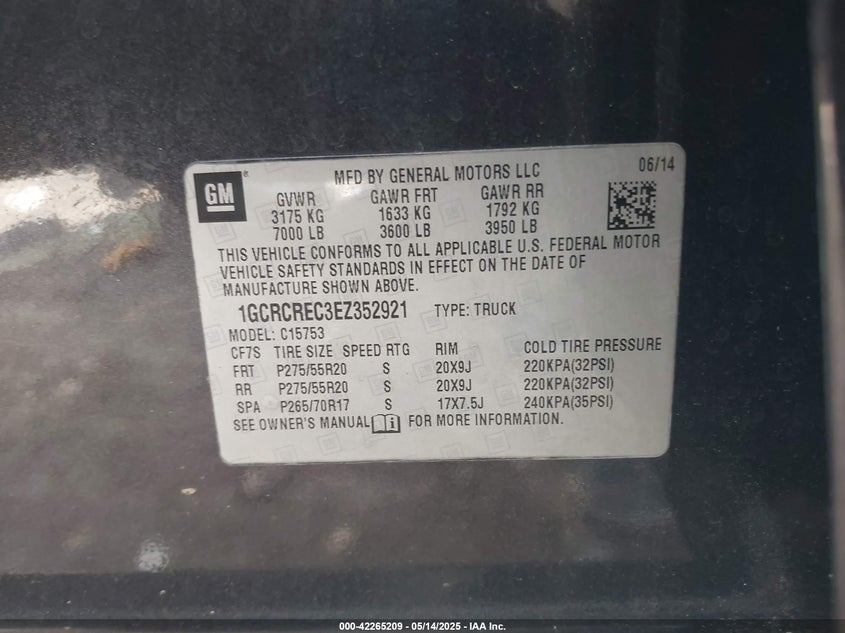 GM
®
MFD BY GENERAL MOTORS LLC
06/14
GVWR GAWR FRT GAWR RR
3175 KG 1633 KG 1792 KG
7000 LB 3600 LB 3950 LB
THIS VEHICLE CONFORMS TO ALL APPLICABLE U.S. FEDERAL MOTOR
VEHICLE SAFETY STANDARDS IN EFFECT ON THE DATE OF
MANUFACTURE SHOWN ABOVE.
1GCRCREC3EZ352921 TYPE: TRUCK
MODEL: C15753
CF7S TIRE SIZE SPEED RTG RIM COLD TIRE PRESSURE
FRT P275/55R20 S 20X9J 220KPA(32PSI)
RR P275/55R20 S 20X9J 220KPA(32PSI)
SPA P265/70R17 S 17X7.5J 240KPA(35PSI)
SEE OWNER'S MANUAL FOR MORE INFORMATION.
000-42265209 - 05/14/2025 - IAA Inc.